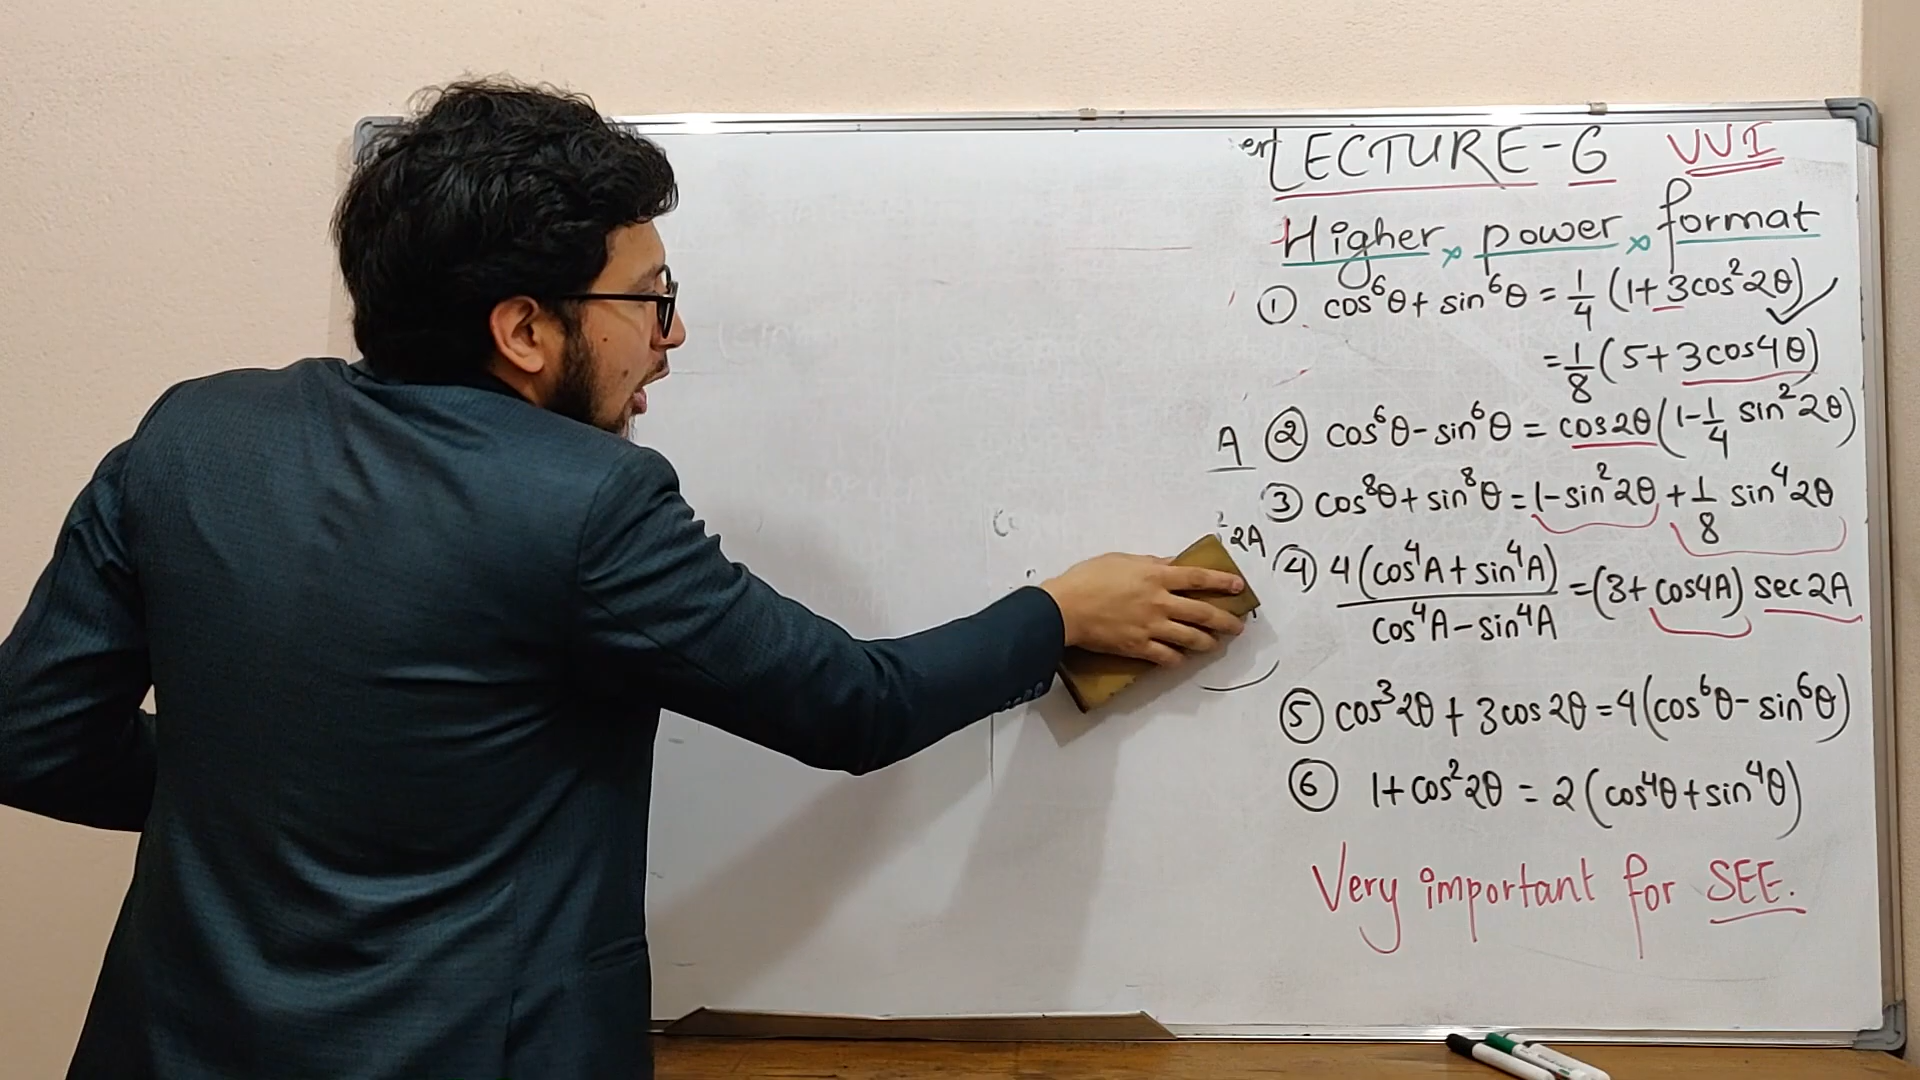 LECTURE-6 VVI
Higher power format
① cos⁶θ + sin⁶θ = 1/4 (1+3cos²2θ)
= 1/8 (5+3cos4θ)
A
② cos⁶θ - sin⁶θ = cos2θ (1 - 1/4 sin²2θ)
③ cos⁸θ + sin⁸θ = 1 - sin²2θ + 1/8 sin⁴2θ
2A
④ 4(cos⁴A + sin⁴A) / cos⁴A - sin⁴A = (3+cos4A) sec2A
⑤ cos³2θ + 3cos2θ = 4(cos⁶θ - sin⁶θ)
⑥ 1+cos²2θ = 2(cos⁴θ + sin⁴θ)
Very important for SEE.